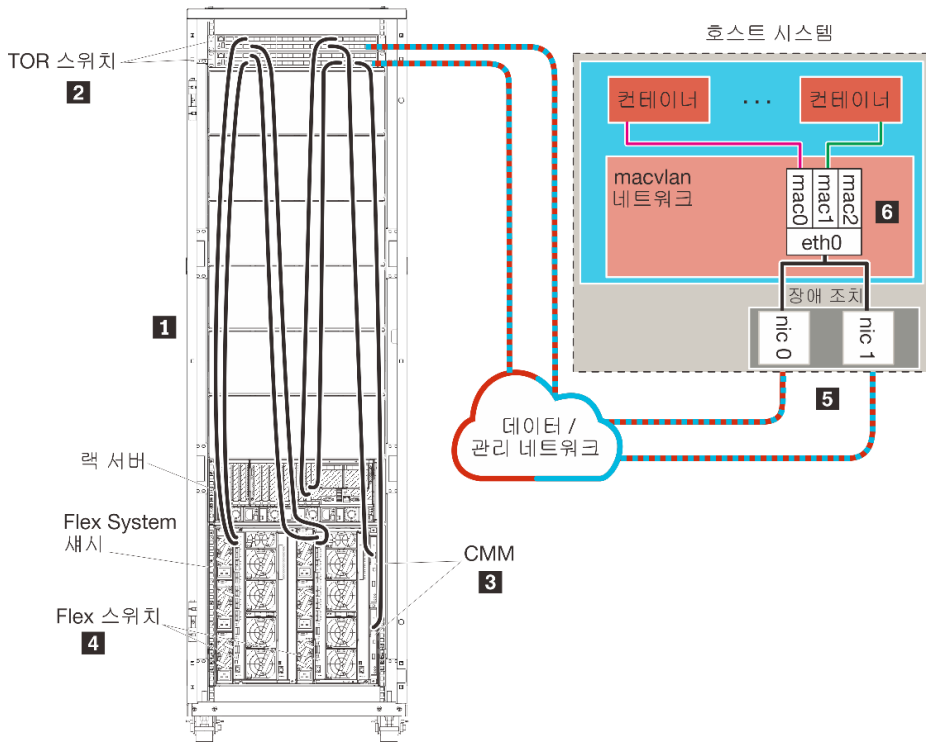 TOR 스위치
2
1
랙 서버
Flex System
섀시
Flex 스위치
4
CMM
3
데이터 /
관리 네트워크
호스트 시스템
컨테이너
...
컨테이너
macvlan
네트워크
mac0
mac1
mac2
6
eth0
장애 조치
nic 0
nic 1
5